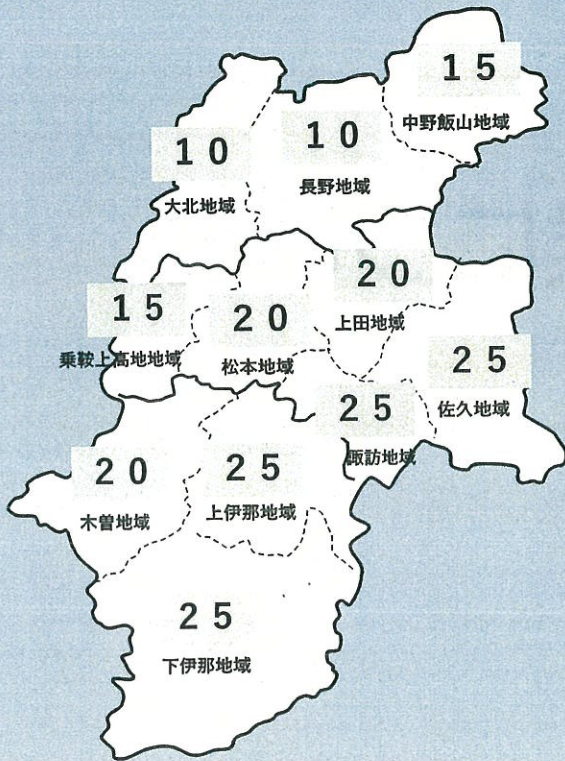 15
中野飯山地域
10
長野地域
10
大北地域
20
上田地域
15
乗鞍上高地地域
20
松本地域
25
佐久地域
25
諏訪地域
20
木曽地域
25
上伊那地域
25
下伊那地域